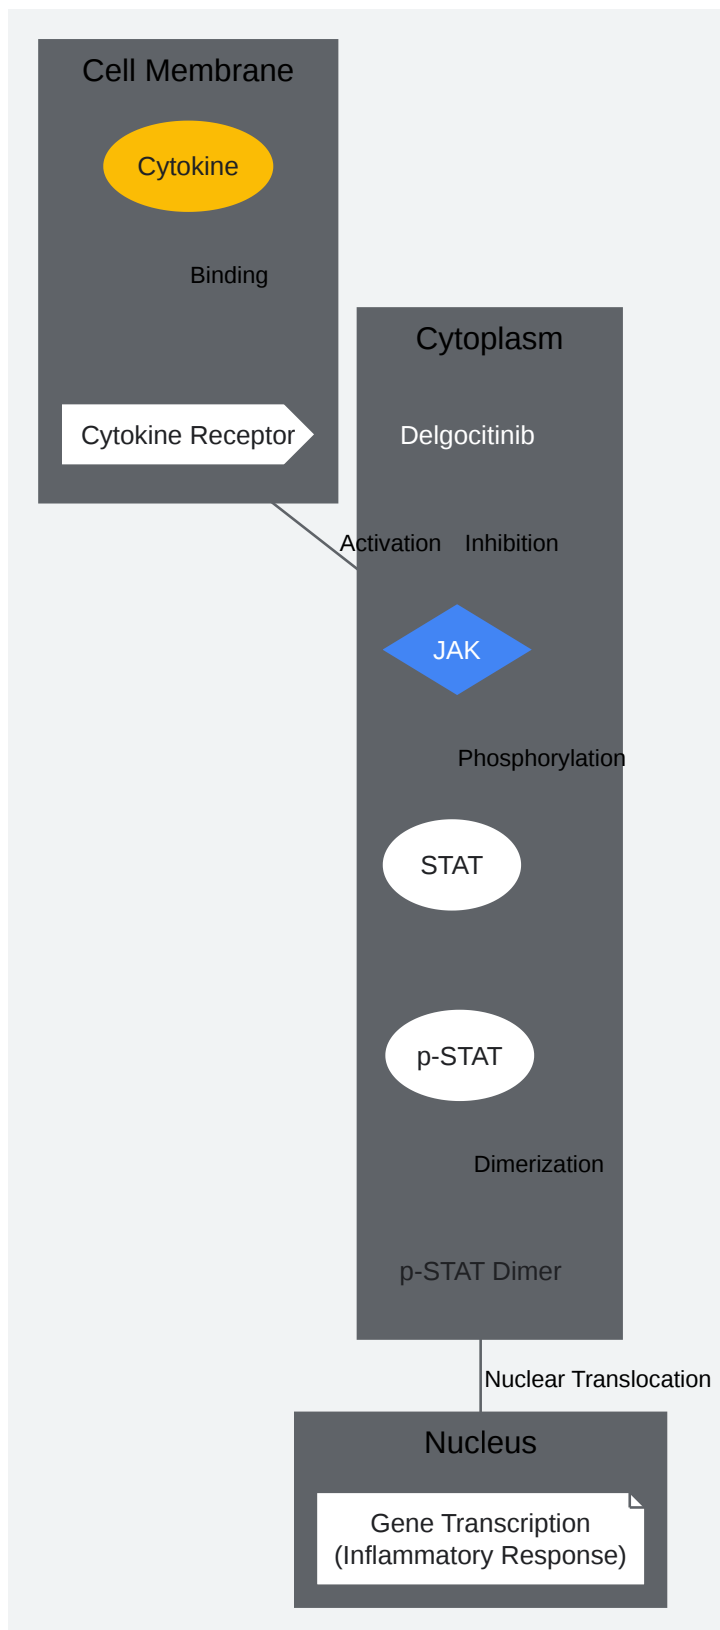 Cell Membrane
Cytokine
Binding
Cytokine Receptor
Cytoplasm
Delgocitinib
Activation
Inhibition
JAK
Phosphorylation
STAT
p-STAT
Dimerization
p-STAT Dimer
Nuclear Translocation
Nucleus
Gene Transcription
(Inflammatory Response)